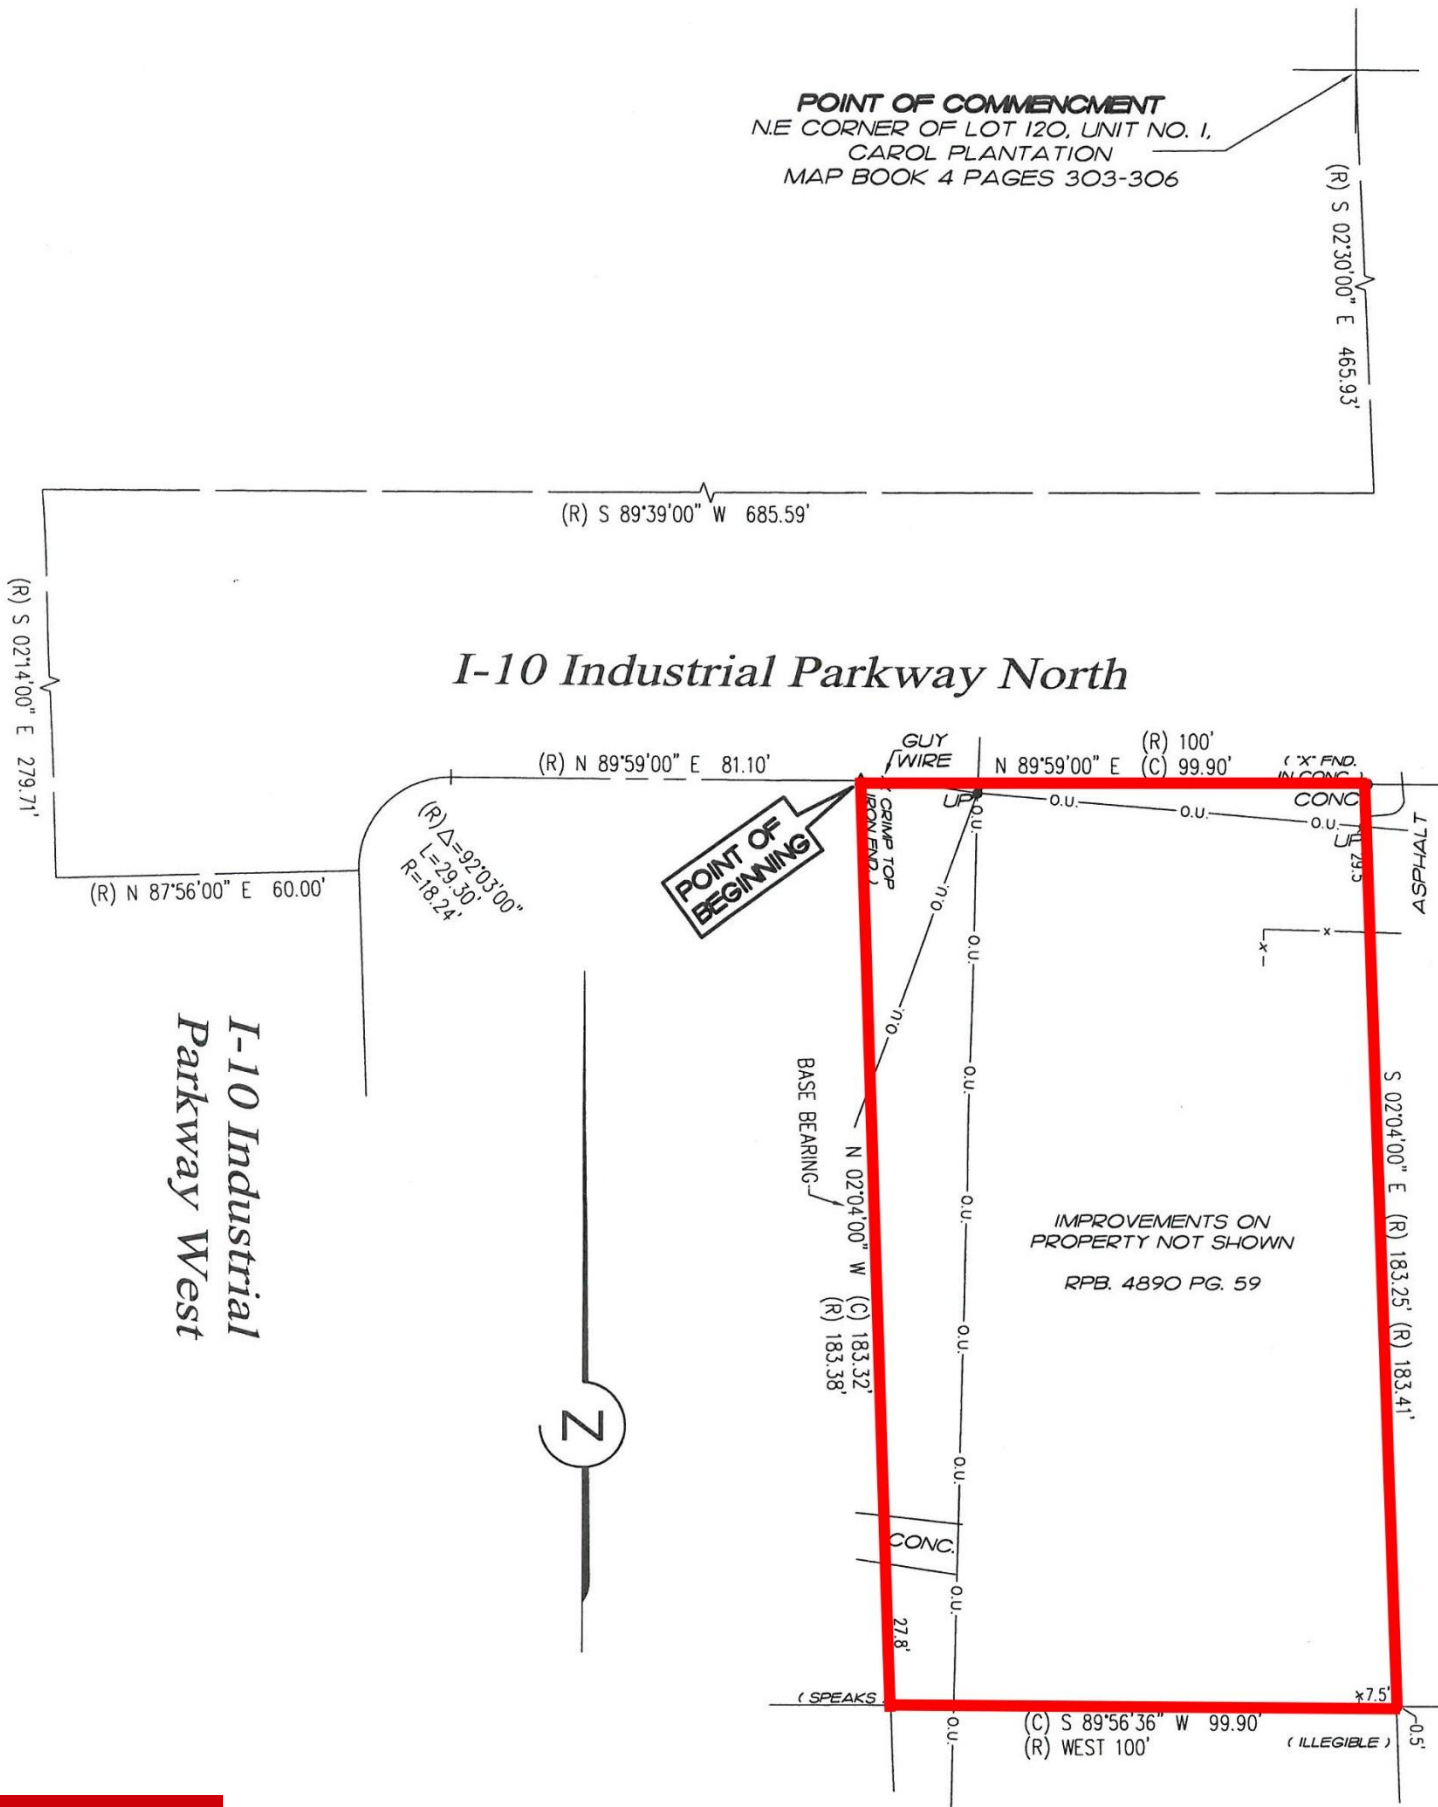 POINT OF COMMENCMENT
N.E CORNER OF LOT 120, UNIT NO. 1,
CAROL PLANTATION
MAP BOOK 4 PAGES 303-306
(R) S 02°30'00" E 465.93'
(R) S 89°39'00" W 685.59'
(R) S 02°14'00" E 279.71'
I-10 Industrial Parkway North
(R) N 89°59'00" E 81.10'
GUY
WIRE
(R) 100'
N 89°59'00" E (C) 99.90'
( "X" FND.
IN CONC.)
CONC
ASPHALT
UP
O.U.
O.U.
O.U.
UP
29.5
O.U.
( CRIMP TOP
IRON FND. )
POINT OF
BEGINNING
(R) Δ=92°03'00"
L=29.30'
R=18.24'
(R) N 87°56'00" E 60.00'
O.U.
O.U.
O.U.
x
x
I-10 Industrial
Parkway West
BASE BEARING
N 02°04'00" W (C) 183.32'
(R) 183.38'
O.U.
O.U.
O.U.
O.U.
O.U.
S 02°04'00" E (R) 183.25' (R) 183.41'
IMPROVEMENTS ON
PROPERTY NOT SHOWN
RPB. 4890 PG. 59
N
CONC.
27.8'
( SPEAKS
x7.5'
0.5'
O.U.
(C) S 89°56'36" W 99.90'
(R) WEST 100'
( ILLEGIBLE )